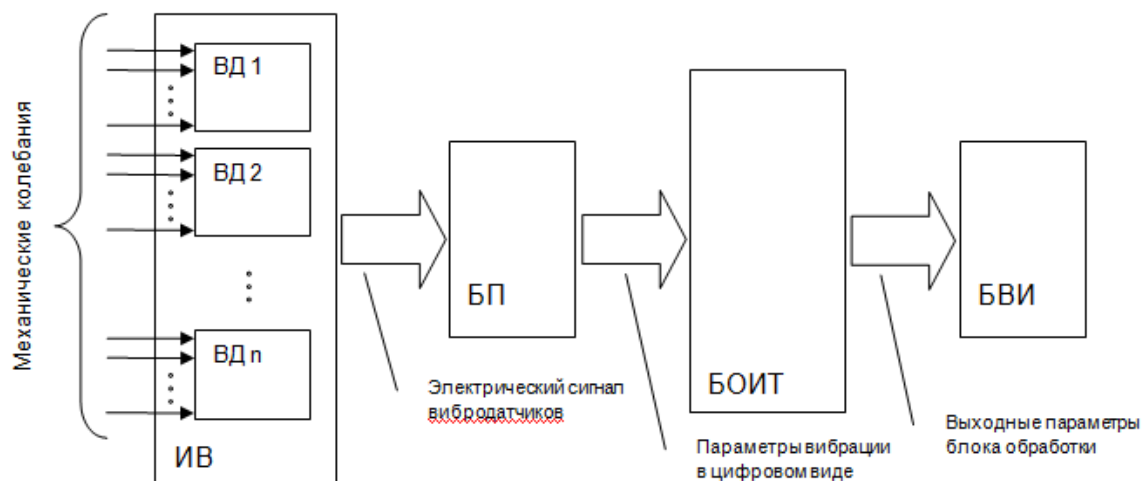 Механические колебания
ВД 1
ВД 2
ВД n
ИВ
БП
БОИТ
БВИ
Электрический сигнал
вибродатчиков
Параметры вибрации
в цифровом виде
Выходные параметры
блока обработки